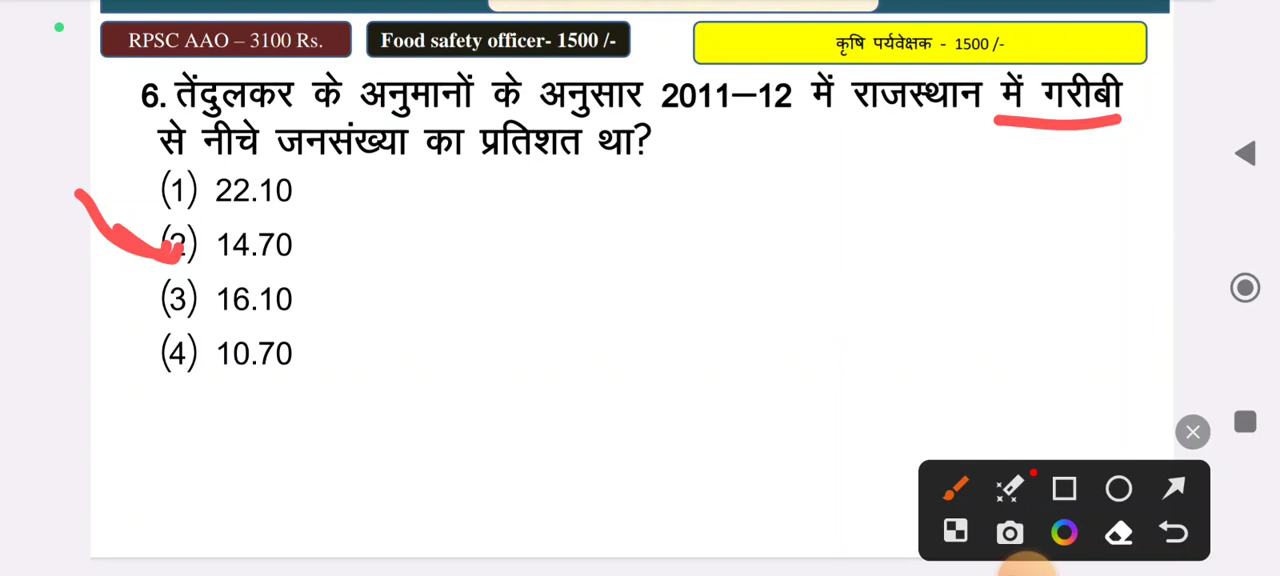 RPSC AAO – 3100 Rs.
Food safety officer- 1500 /-
कृषि पर्यवेक्षक - 1500 /-
6. तेंदुलकर के अनुमानों के अनुसार 2011–12 में राजस्थान में गरीबी
से नीचे जनसंख्या का प्रतिशत था?
(1) 22.10
(2) 14.70
(3) 16.10
(4) 10.70